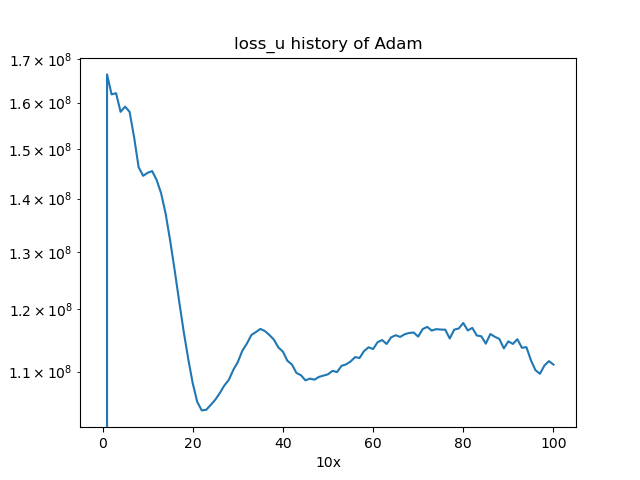 loss_u history of Adam
1.7 × 10⁸
1.6 × 10⁸
1.5 × 10⁸
1.4 × 10⁸
1.3 × 10⁸
1.2 × 10⁸
1.1 × 10⁸
0 20 40 60 80 100
10x